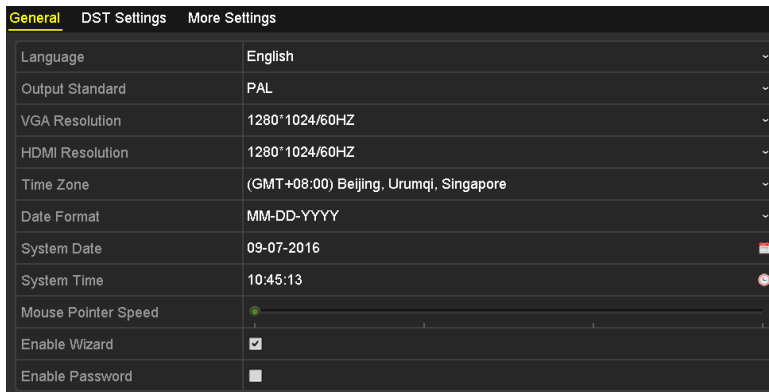 General DST Settings More Settings
Language English
Output Standard PAL
VGA Resolution 1280*1024/60HZ
HDMI Resolution 1280*1024/60HZ
Time Zone (GMT+08:00) Beijing, Urumqi, Singapore
Date Format MM-DD-YYYY
System Date 09-07-2016
System Time 10:45:13
Mouse Pointer Speed
Enable Wizard
Enable Password